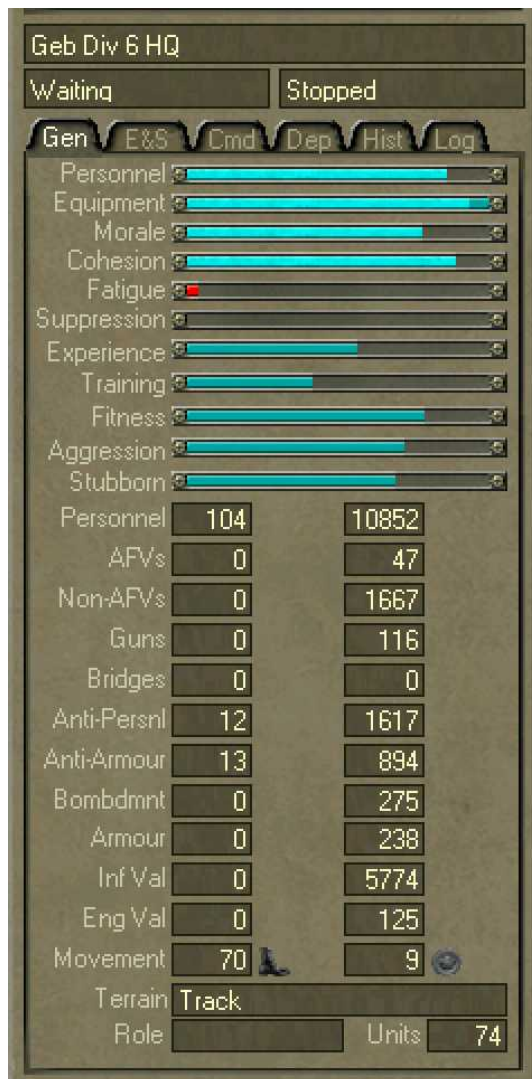 Geb Div 6 HQ
Waiting Stopped
Gen E&S Cmd Dep Hist Log
Personnel
Equipment
Morale
Cohesion
Fatigue
Suppression
Experience
Training
Fitness
Aggression
Stubborn
Personnel 104 10852
AFVs 0 47
Non-AFVs 0 1667
Guns 0 116
Bridges 0 0
Anti-Persnl 12 1617
Anti-Armour 13 894
Bombdmnt 0 275
Armour 0 238
Inf Val 0 5774
Eng Val 0 125
Movement 70 9
Terrain Track
Role Units 74